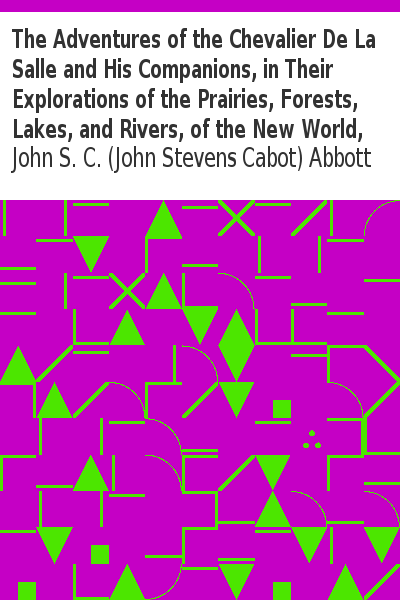 The Adventures of the Chevalier De La
Salle and His Companions, in Their
Explorations of the Prairies, Forests,
Lakes, and Rivers, of the New World,
John S. C. (John Stevens Cabot) Abbott